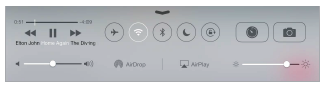 0:51
-4:09
Elton John Home Again The Diving
AirDrop
AirPlay